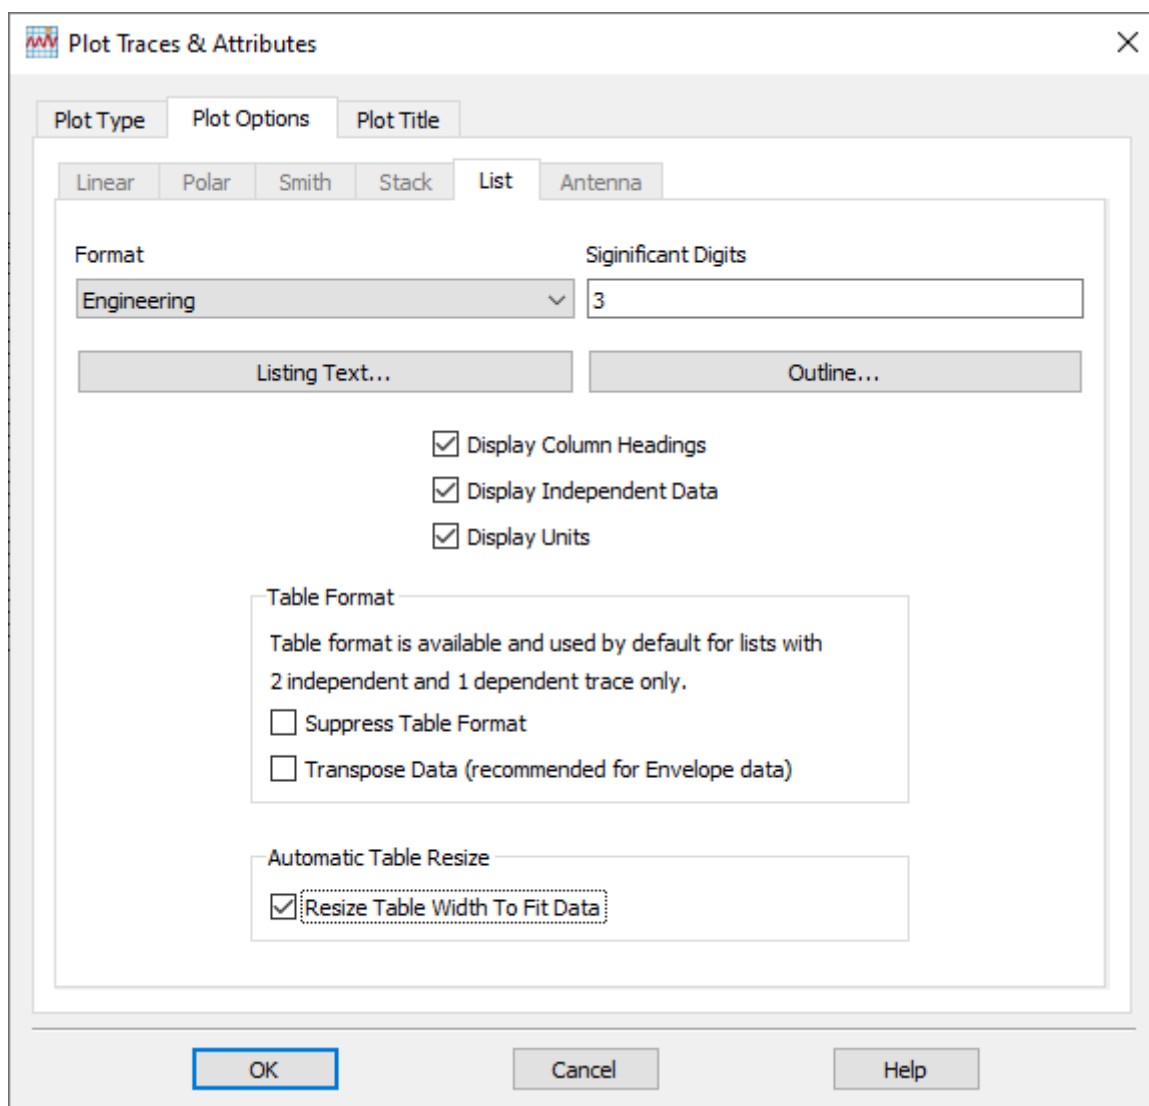 Plot Traces & Attributes
Plot Type Plot Options Plot Title
Linear Polar Smith Stack List Antenna
Format Siginificant Digits
Engineering 3
Listing Text... Outline...
Display Column Headings
Display Independent Data
Display Units
Table Format
Table format is available and used by default for lists with
2 independent and 1 dependent trace only.
Suppress Table Format
Transpose Data (recommended for Envelope data)
Automatic Table Resize
Resize Table Width To Fit Data
OK Cancel Help